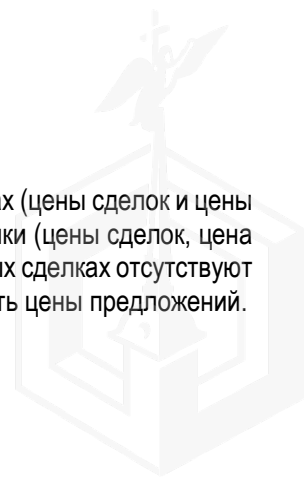 ах (цены сделок и цены
ки (цены сделок, цена
их сделках отсутствуют
ть цены предложений.